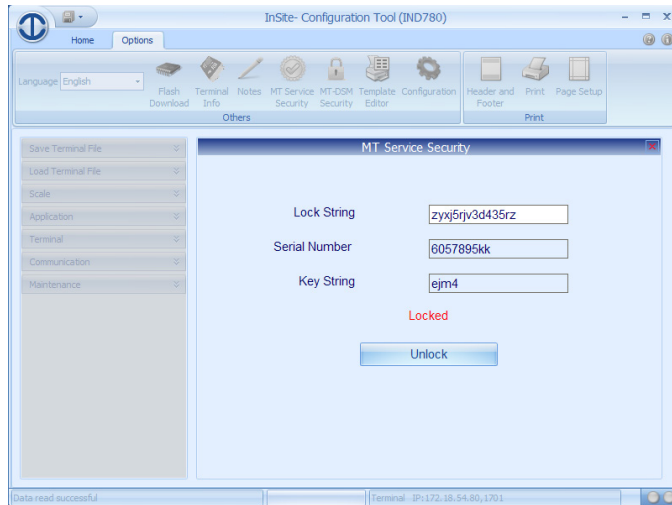 InSite- Configuration Tool (IND780)
Home
Options
Language
English
Flash Download
Terminal Info
Notes
MT Service Security
MT-DSM Security
Template Editor
Configuration
Header and Footer
Print
Page Setup
Others
Print
Save Terminal File
Load Terminal File
Scale
Application
Terminal
Communication
Maintenance
MT Service Security
Lock String
zyxj5rjv3d435rz
Serial Number
6057895kk
Key String
ejm4
Locked
Unlock
Data read successful
Terminal IP:172.18.54.80,1701